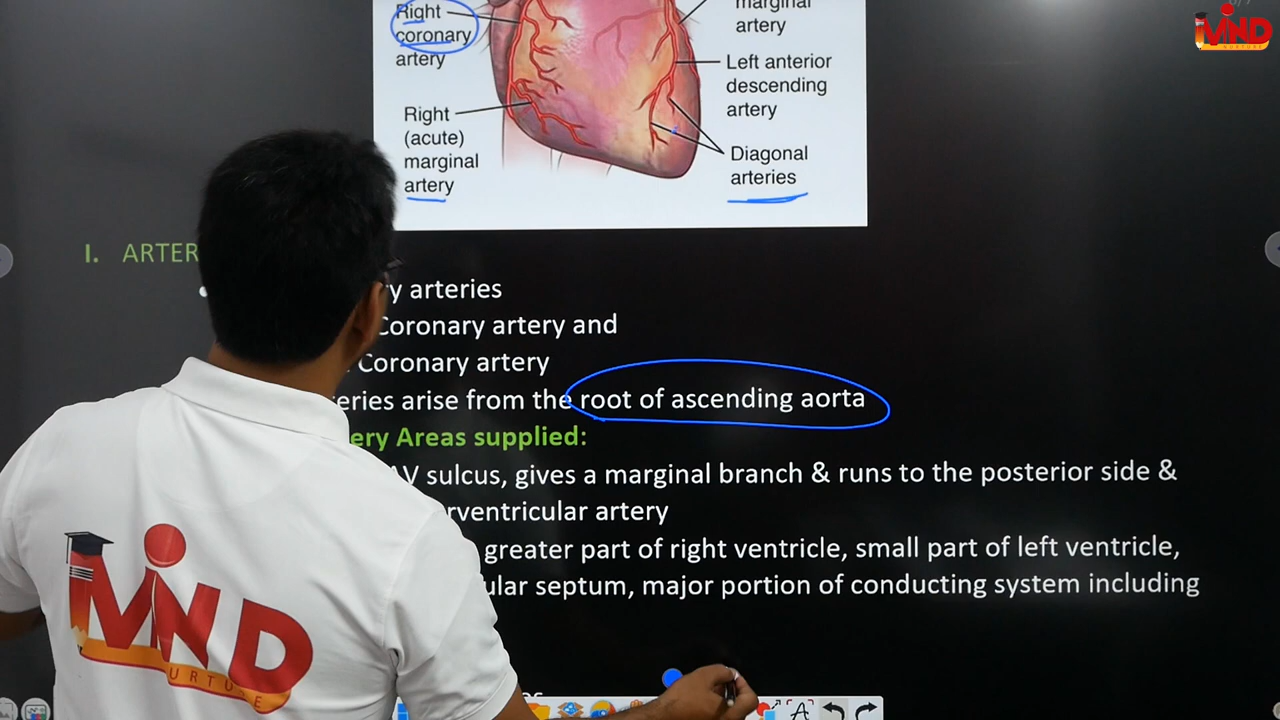 Right
coronary
artery
marginal
artery
Left anterior
descending
artery
Right
(acute)
marginal
artery
Diagonal
arteries
MIND
NURTURE
I. ARTER
y arteries
Coronary artery and
Coronary artery
eries arise from the root of ascending aorta
ery Areas supplied:
AV sulcus, gives a marginal branch & runs to the posterior side &
rventricular artery
greater part of right ventricle, small part of left ventricle,
ular septum, major portion of conducting system including
MIND
URTURE
A